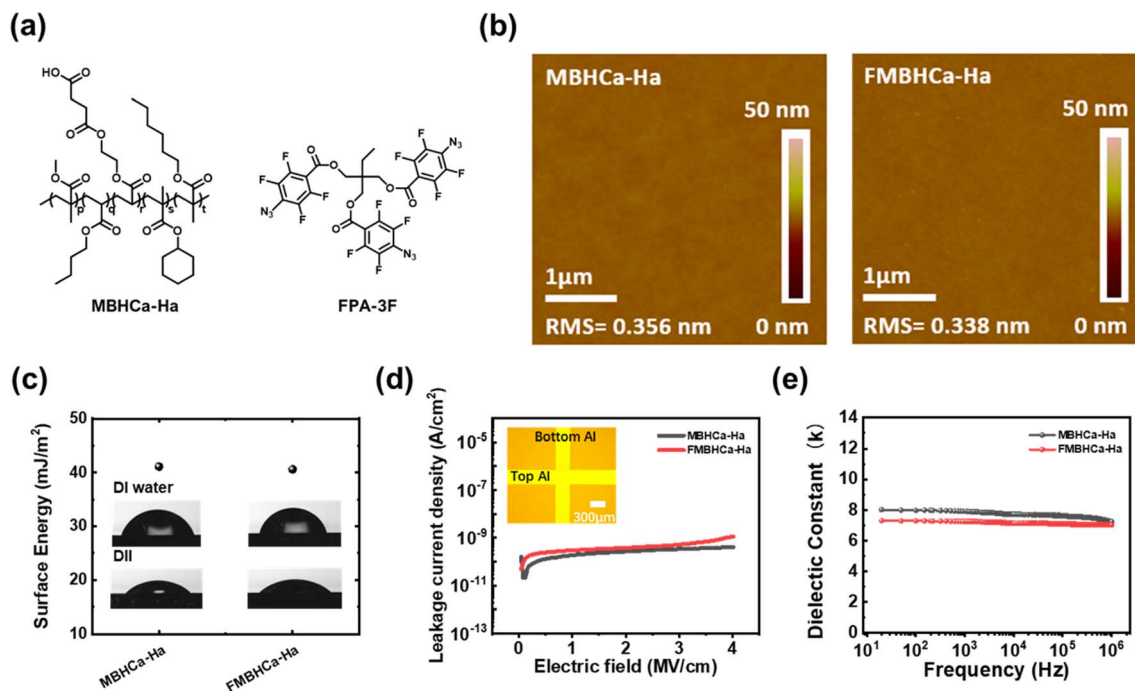 (a)
HO
O
O
O
O
O
O
O
O
O
O
O
O
p
q
r
s
t
MBHCa-Ha
F
F
F
F
N₃
O
O
O
O
O
O
F
F
F
F
N₃
F
F
F
F
N₃
FPA-3F
(b)
MBHCa-Ha
50 nm
1μm
RMS= 0.356 nm
0 nm
FMBHCa-Ha
50 nm
1μm
RMS= 0.338 nm
0 nm
(c)
Surface Energy (mJ/m²)
50
40
30
20
10
DI water
DII
MBHCa-Ha
FMBHCa-Ha
(d)
Leakage current density (A/cm²)
10⁻⁵
10⁻⁷
10⁻⁹
10⁻¹¹
10⁻¹³
Bottom Al
Top Al
300μm
MBHCa-Ha
FMBHCa-Ha
0
1
2
3
4
Electric field (MV/cm)
(e)
Dielectic Constant (k)
14
12
10
8
6
4
2
0
MBHCa-Ha
FMBHCa-Ha
10¹
10²
10³
10⁴
10⁵
10⁶
Frequency (Hz)